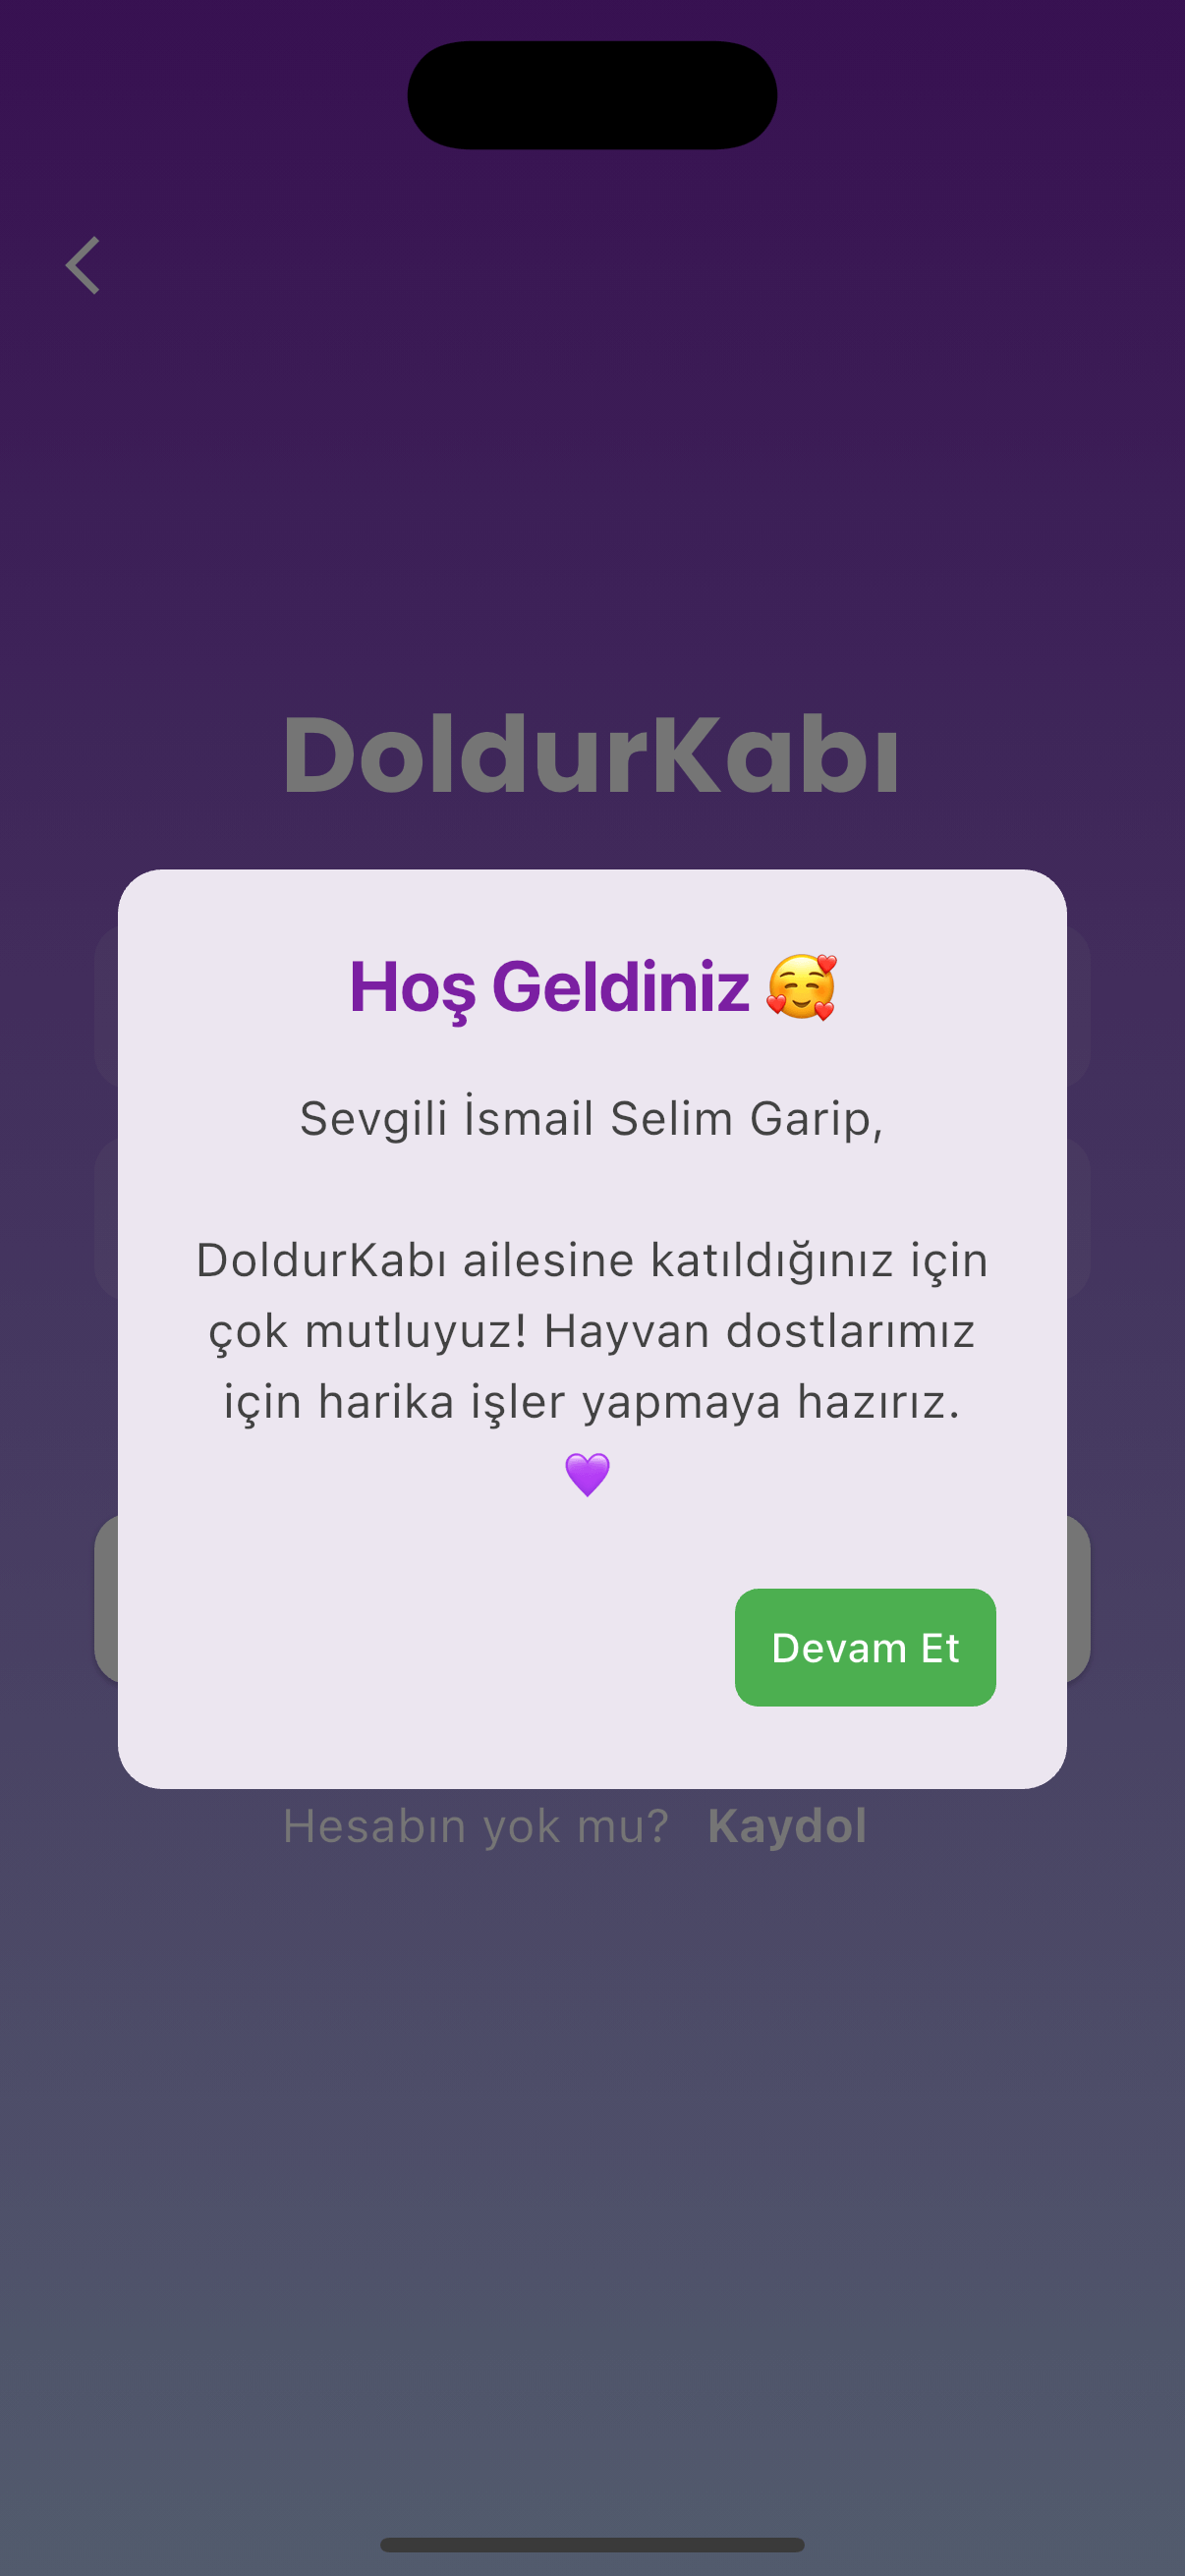 DoldurKabı
Hoş Geldiniz 🥰
Sevgili İsmail Selim Garip,
DoldurKabı ailesine katıldığınız için
çok mutluyuz! Hayvan dostlarımız
için harika işler yapmaya hazırız.
💜
Devam Et
Hesabın yok mu? Kaydol